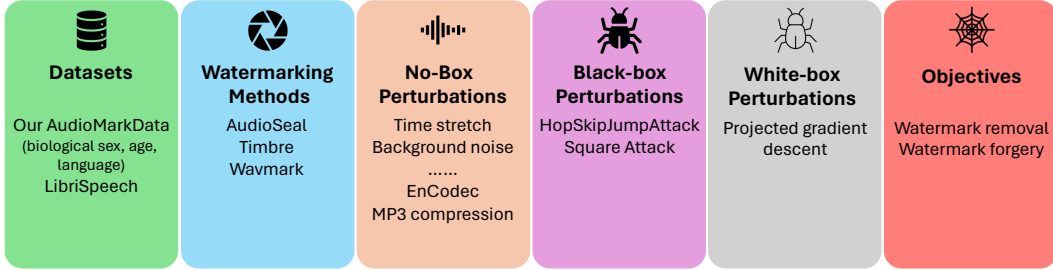 Datasets
Our AudioMarkData
(biological sex, age,
language)
LibriSpeech
Watermarking
Methods
AudioSeal
Timbre
Wavmark
No-Box
Perturbations
Time stretch
Background noise
......
EnCodec
MP3 compression
Black-box
Perturbations
HopSkipJumpAttack
Square Attack
White-box
Perturbations
Projected gradient
descent
Objectives
Watermark removal
Watermark forgery